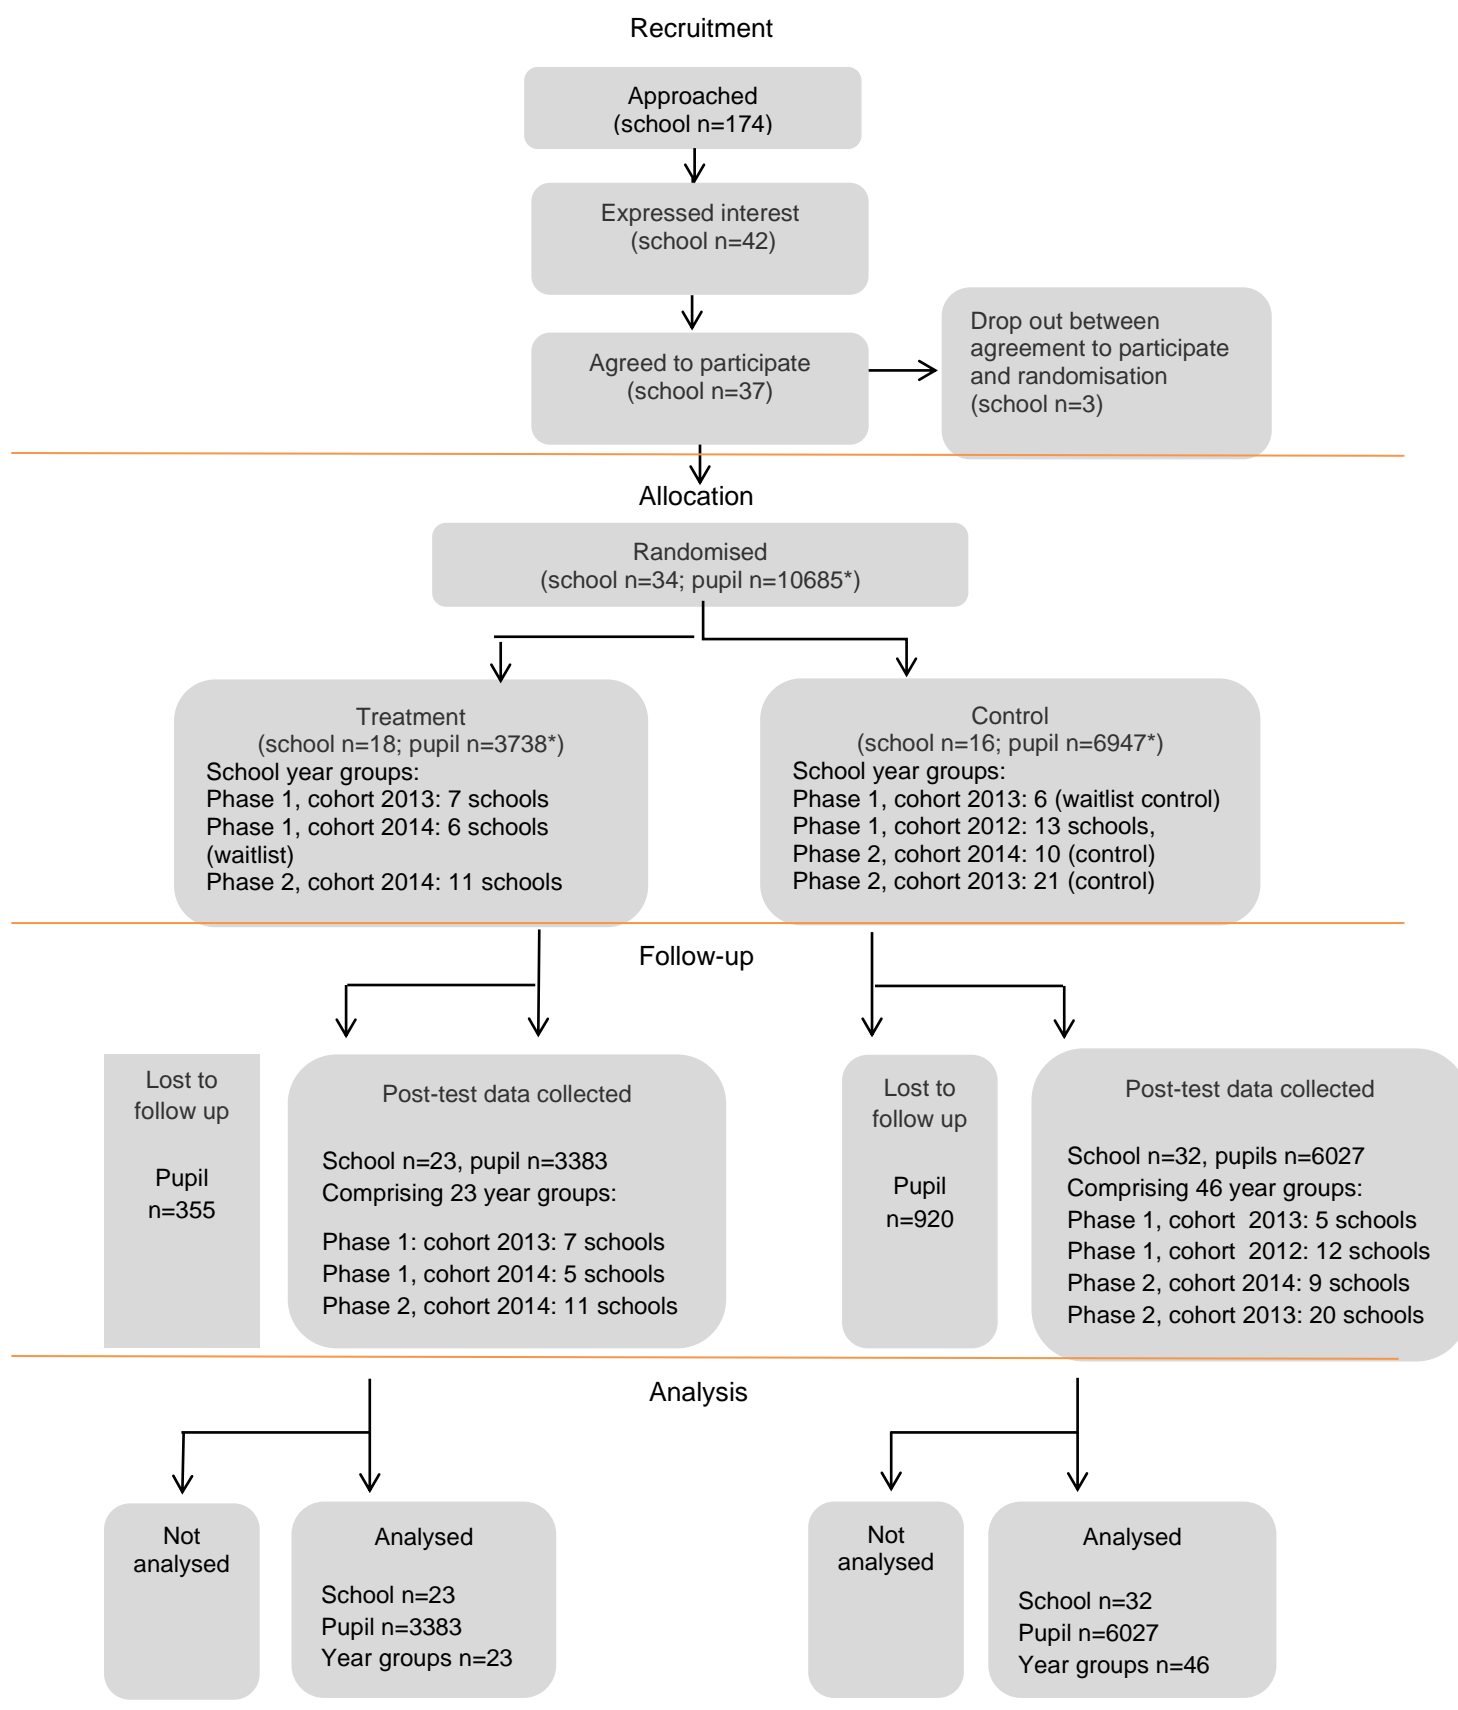 Recruitment
Approached
(school n=174)
Expressed interest
(school n=42)
Agreed to participate
(school n=37)
Drop out between
agreement to participate
and randomisation
(school n=3)
Allocation
Randomised
(school n=34; pupil n=10685*)
Treatment
(school n=18; pupil n=3738*)
School year groups:
Phase 1, cohort 2013: 7 schools
Phase 1, cohort 2014: 6 schools
(waitlist)
Phase 2, cohort 2014: 11 schools
Control
(school n=16; pupil n=6947*)
School year groups:
Phase 1, cohort 2013: 6 (waitlist control)
Phase 1, cohort 2012: 13 schools,
Phase 2, cohort 2014: 10 (control)
Phase 2, cohort 2013: 21 (control)
Follow-up
Lost to
follow up
Pupil
n=355
Post-test data collected
School n=23, pupil n=3383
Comprising 23 year groups:
Phase 1: cohort 2013: 7 schools
Phase 1, cohort 2014: 5 schools
Phase 2, cohort 2014: 11 schools
Lost to
follow up
Pupil
n=920
Post-test data collected
School n=32, pupils n=6027
Comprising 46 year groups:
Phase 1, cohort 2013: 5 schools
Phase 1, cohort 2012: 12 schools
Phase 2, cohort 2014: 9 schools
Phase 2, cohort 2013: 20 schools
Analysis
Not
analysed
Analysed
School n=23
Pupil n=3383
Year groups n=23
Not
analysed
Analysed
School n=32
Pupil n=6027
Year groups n=46